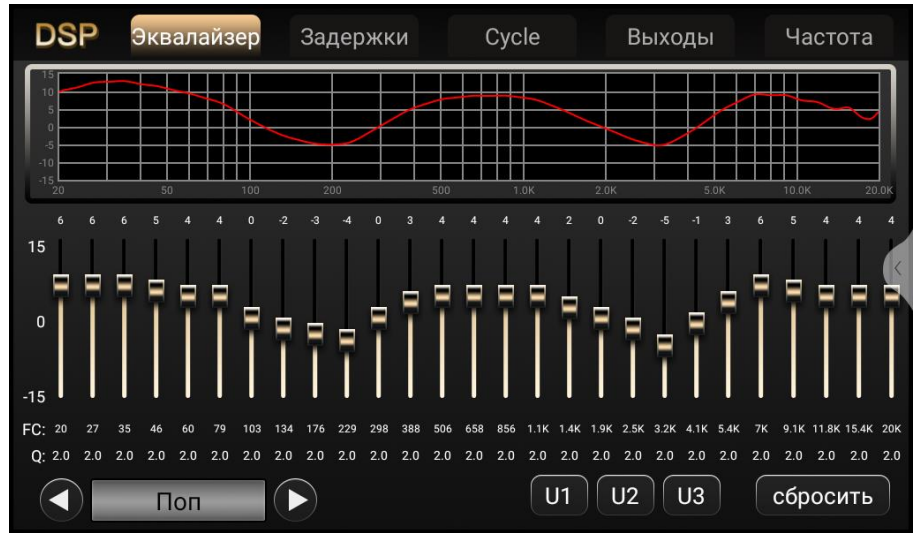 DSP Эквалайзер Задержки Cycle Выходы Частота
15
10
5
0
-5
-10
-15
20 50 100 200 500 1.0K 2.0K 5.0K 10.0K 20.0K
6 6 6 5 4 4 0 -2 -3 -4 0 3 4 4 4 4 2 0 -2 -5 -1 3 6 5 4 4 4
15
0
-15
FC: 20 27 35 46 60 79 103 134 176 229 298 388 506 658 856 1.1K 1.4K 1.9K 2.5K 3.2K 4.1K 5.4K 7K 9.1K 11.8K 15.4K 20K
Q: 2.0 2.0 2.0 2.0 2.0 2.0 2.0 2.0 2.0 2.0 2.0 2.0 2.0 2.0 2.0 2.0 2.0 2.0 2.0 2.0 2.0 2.0 2.0 2.0 2.0 2.0 2.0
Поп U1 U2 U3 сбросить